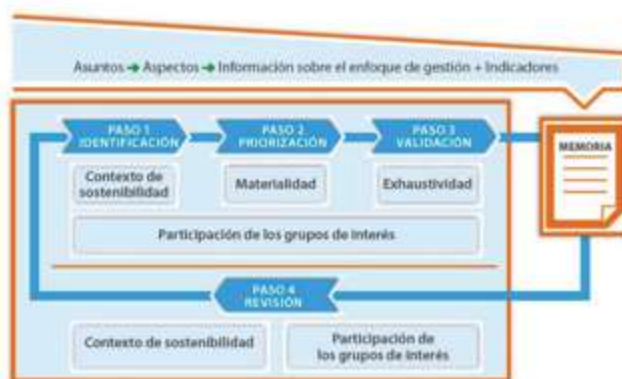 Asuntos → Aspectos → Información sobre el enfoque de gestión + Indicadores
PASO 1
IDENTIFICACIÓN
PASO 2
PRIORIZACIÓN
PASO 3
VALIDACIÓN
MEMORIA
Contexto de
sostenibilidad
Materialidad
Exhaustividad
Participación de los grupos de interés
PASO 4
REVISIÓN
Contexto de sostenibilidad
Participación de
los grupos de interés